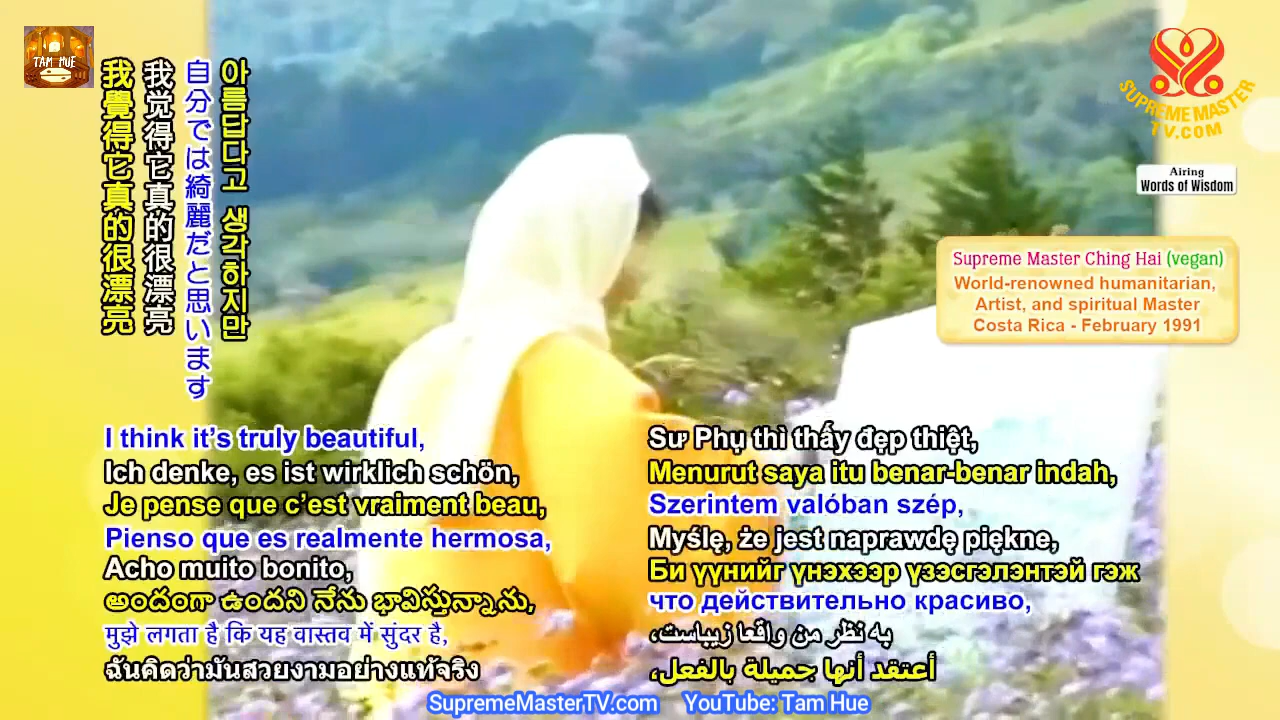 TAM HUE
我覺得它真的很漂亮
我觉得它真的很漂亮
自分では綺麗だと思います
아름답다고 생각하지만
SUPREME MASTER
TV.COM
Airing
Words of Wisdom
Supreme Master Ching Hai (vegan)
World-renowned humanitarian,
Artist, and spiritual Master
Costa Rica - February 1991
I think it’s truly beautiful,
Ich denke, es ist wirklich schön,
Je pense que c’est vraiment beau,
Pienso que es realmente hermosa,
Acho muito bonito,
అందంగా ఉందని నేను భావిస్తున్నాను,
मुझे लगता है कि यह वास्तव में सुंदर है,
ฉันคิดว่ามันสวยงามอย่างแท้จริง
Sư Phụ thì thấy đẹp thiệt,
Menurut saya itu benar-benar indah,
Szerintem valóban szép,
Myślę, że jest naprawdę piękne,
Би үүнийг үнэхээр үзэсгэлэнтэй гэж
что действительно красиво,
به نظر من واقعا زیباست،
أعتقد أنها جميلة بالفعل،
SupremeMasterTV.com YouTube: Tam Hue